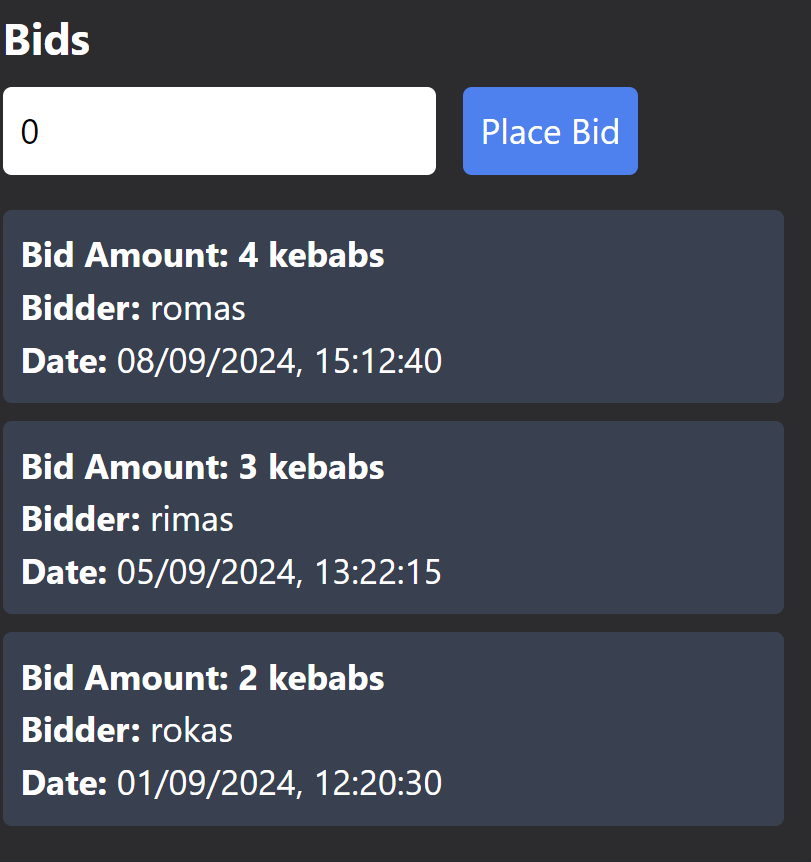 Bids
0
Place Bid
Bid Amount: 4 kebabs
Bidder: romas
Date: 08/09/2024, 15:12:40
Bid Amount: 3 kebabs
Bidder: rimas
Date: 05/09/2024, 13:22:15
Bid Amount: 2 kebabs
Bidder: rokas
Date: 01/09/2024, 12:20:30